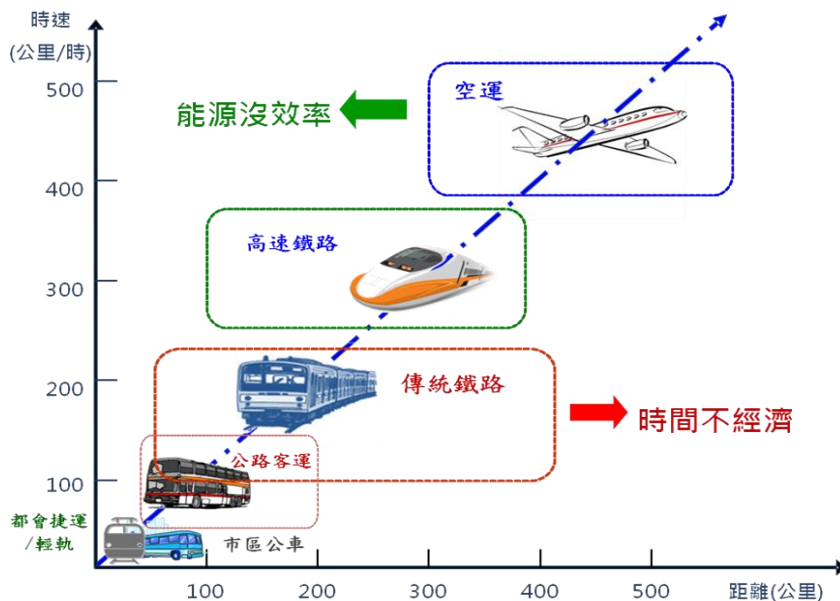 時速
(公里/時)
500
400
300
200
100
空運
能源沒效率
高速鐵路
傳統鐵路
時間不經濟
公路客運
都會捷運
/輕軌
市區公車
100 200 300 400 500 距離(公里)